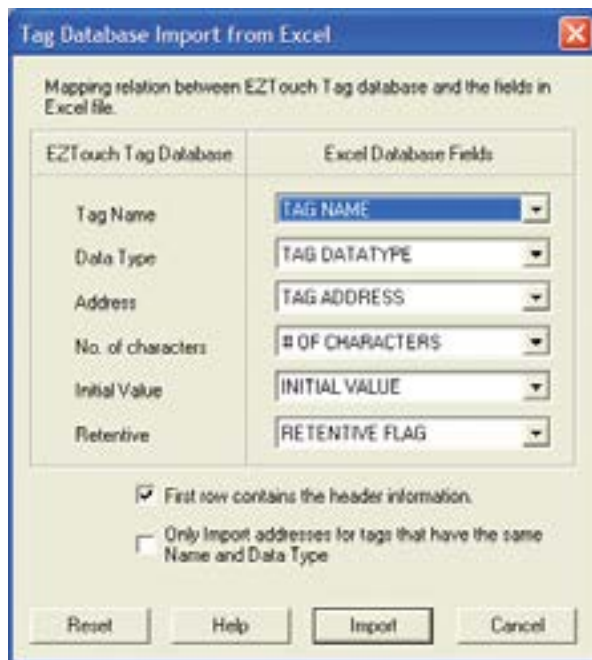 Tag Database Import from Excel
Mapping relation between EZTouch Tag database and the fields in
Excel file.
EZTouch Tag Database Excel Database Fields
Tag Name TAG NAME
Data Type TAG DATATYPE
Address TAG ADDRESS
No. of characters # OF CHARACTERS
Initial Value INITIAL VALUE
Retentive RETENTIVE FLAG
First row contains the header information.
Only Import addresses for tags that have the same
Name and Data Type
Reset Help Import Cancel